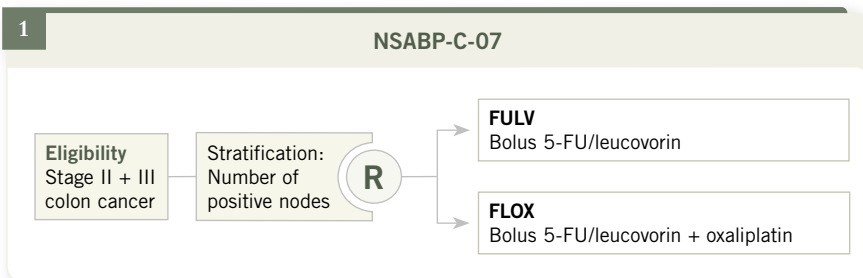 1
NSABP-C-07
Eligibility
Stage II + III
colon cancer
Stratification:
Number of
positive nodes
R
FULV
Bolus 5-FU/leucovorin
FLOX
Bolus 5-FU/leucovorin + oxaliplatin